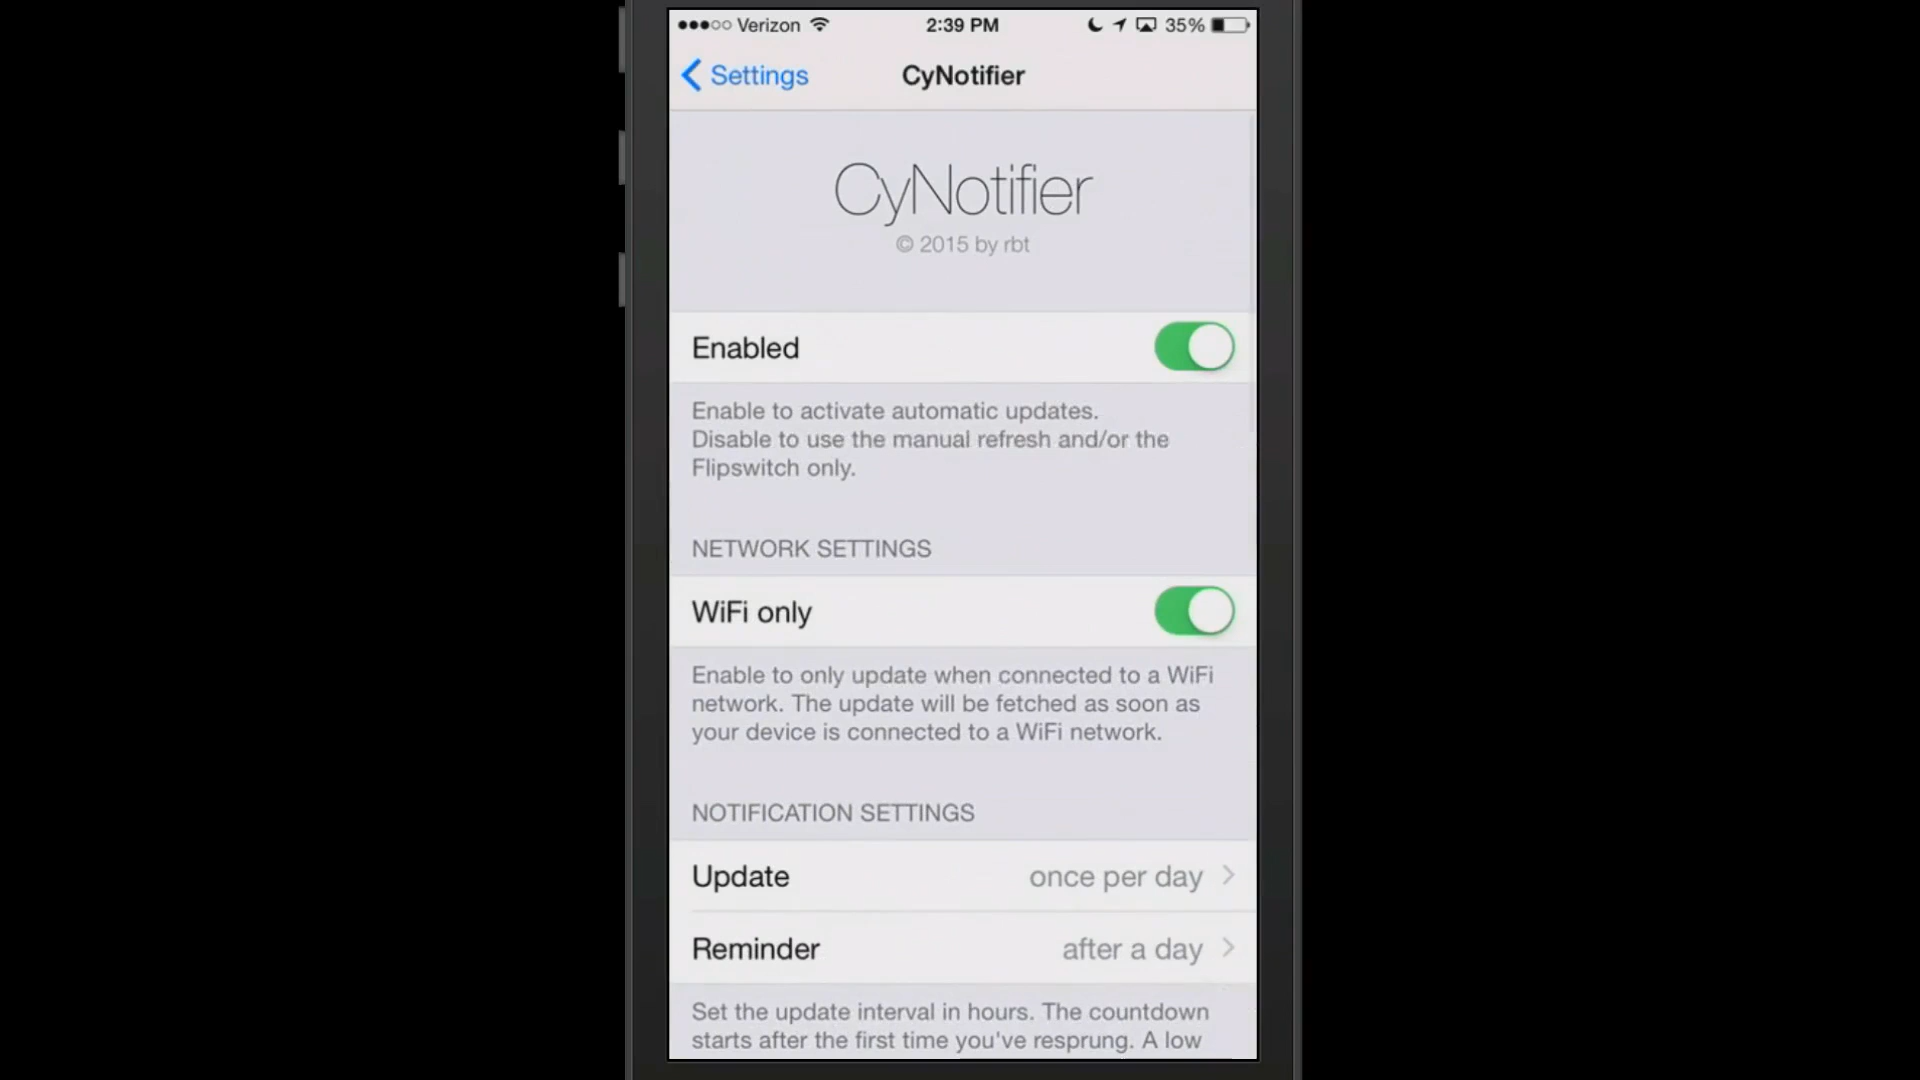 Verizon 2:39 PM 35%
Settings CyNotifier
CyNotifier
© 2015 by rbt
Enabled
Enable to activate automatic updates.
Disable to use the manual refresh and/or the
Flipswitch only.
NETWORK SETTINGS
WiFi only
Enable to only update when connected to a WiFi
network. The update will be fetched as soon as
your device is connected to a WiFi network.
NOTIFICATION SETTINGS
Update once per day
Reminder after a day
Set the update interval in hours. The countdown
starts after the first time you've resprung. A low